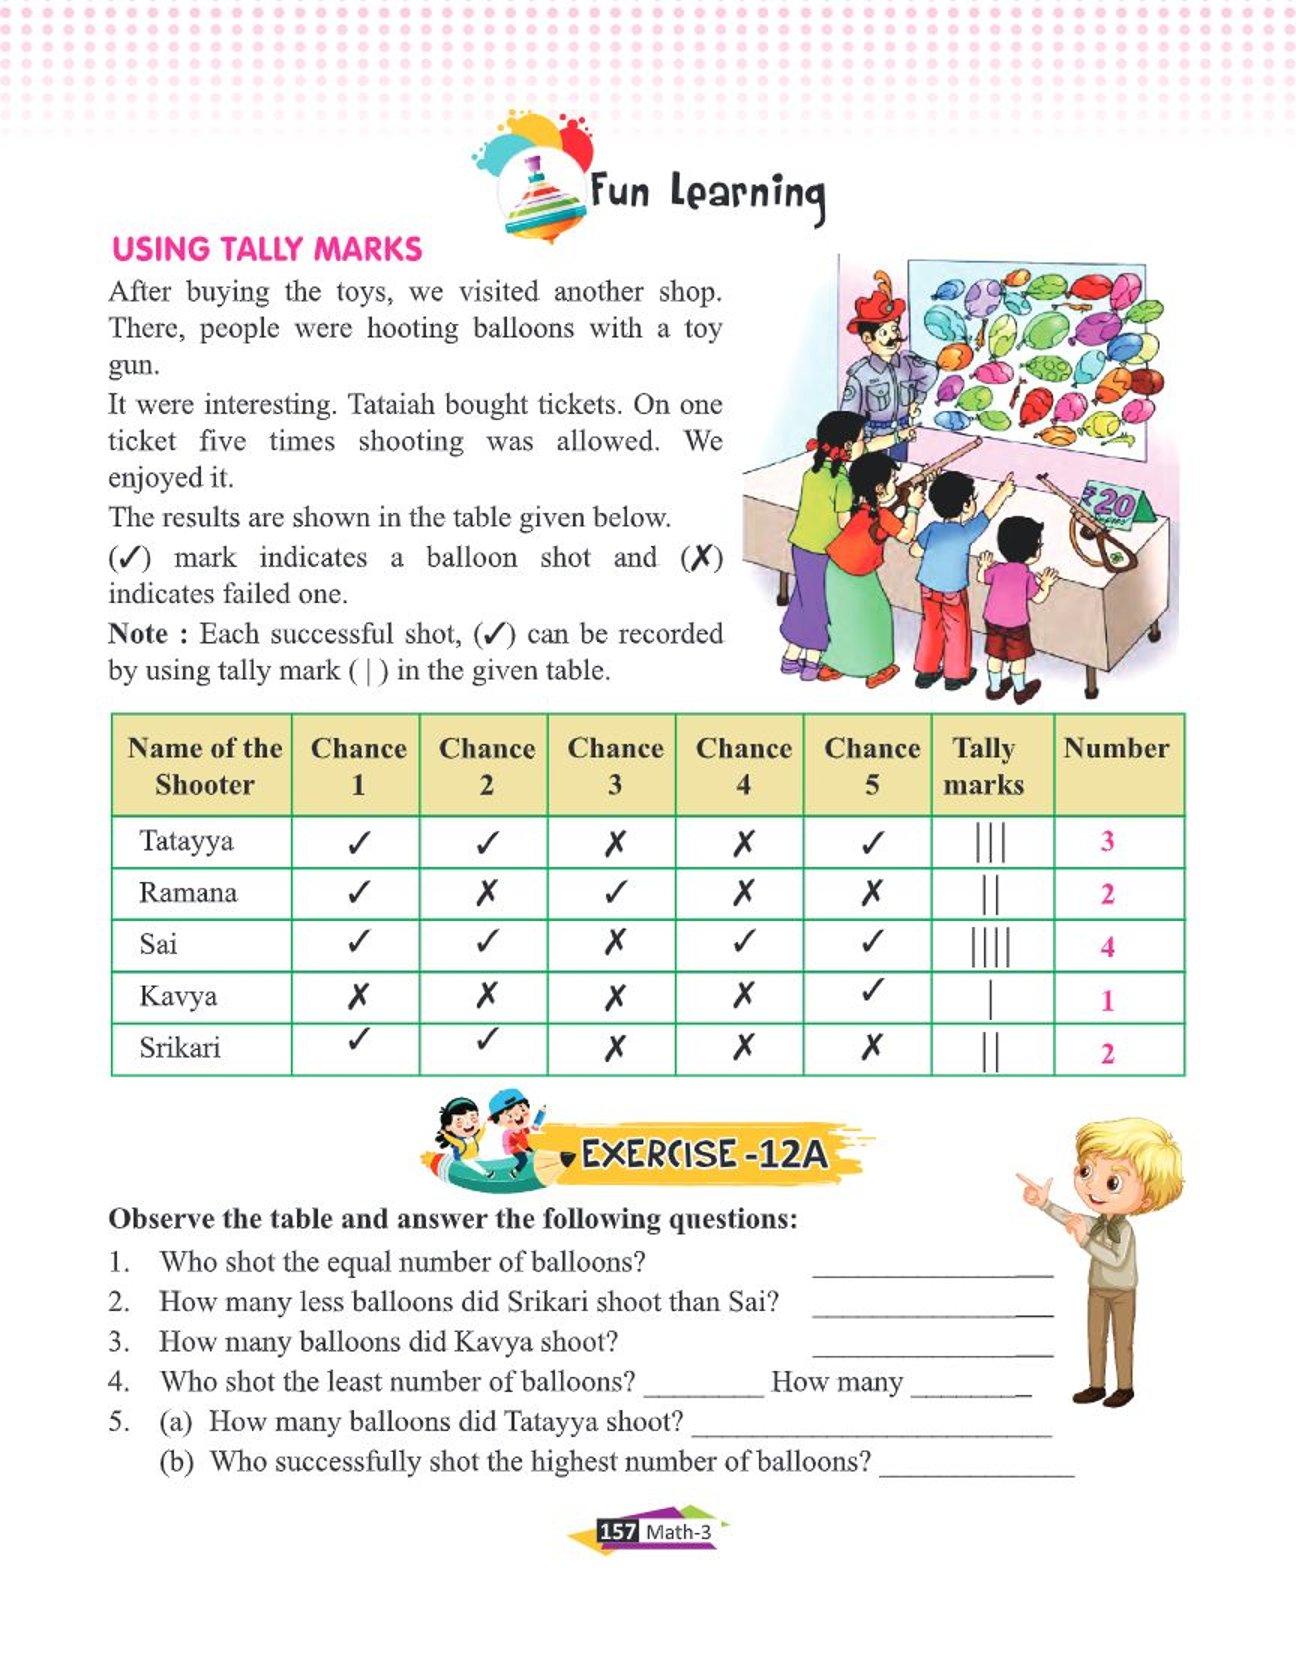 Fun Learning
USING TALLY MARKS
After buying the toys, we visited another shop.
There, people were hooting balloons with a toy
gun.
It were interesting. Tataiah bought tickets. On one
ticket five times shooting was allowed. We
enjoyed it.
The results are shown in the table given below.
(✓) mark indicates a balloon shot and (✗)
indicates failed one.
Note : Each successful shot, (✓) can be recorded
by using tally mark ( | ) in the given table.
₹20
Name of the Shooter Chance 1 Chance 2 Chance 3 Chance 4 Chance 5 Tally marks Number
Tatayya ✓ ✓ ✗ ✗ ✓ ||| 3
Ramana ✓ ✗ ✓ ✗ ✗ || 2
Sai ✓ ✓ ✗ ✓ ✓ |||| 4
Kavya ✗ ✗ ✗ ✗ ✓ | 1
Srikari ✓ ✓ ✗ ✗ ✗ || 2
EXERCISE -12A
Observe the table and answer the following questions:
1. Who shot the equal number of balloons? ________________
2. How many less balloons did Srikari shoot than Sai? ________________
3. How many balloons did Kavya shoot? ________________
4. Who shot the least number of balloons? ________ How many ________
5. (a) How many balloons did Tatayya shoot? ________________________
(b) Who successfully shot the highest number of balloons? _____________
157 Math-3